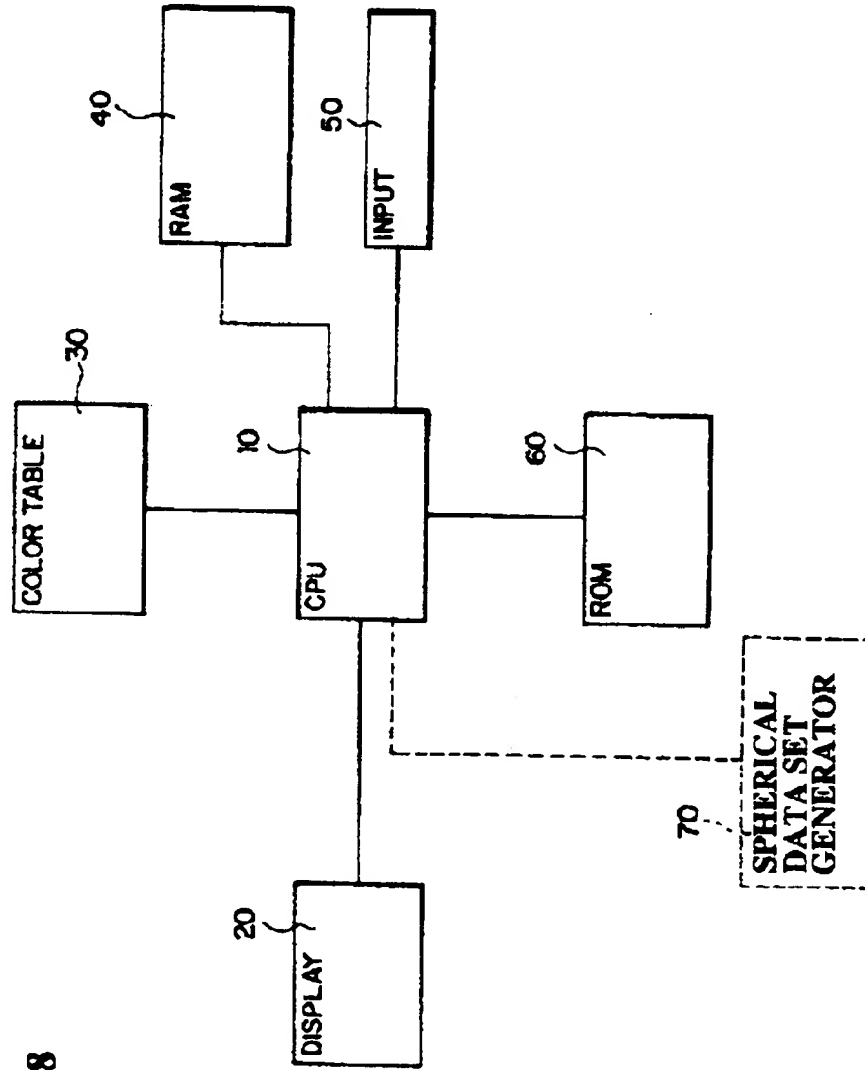 8
COLOR TABLE
30
40
RAM
20
DISPLAY
10
CPU
50
INPUT
60
ROM
70
SPHERICAL
DATA SET
GENERATOR